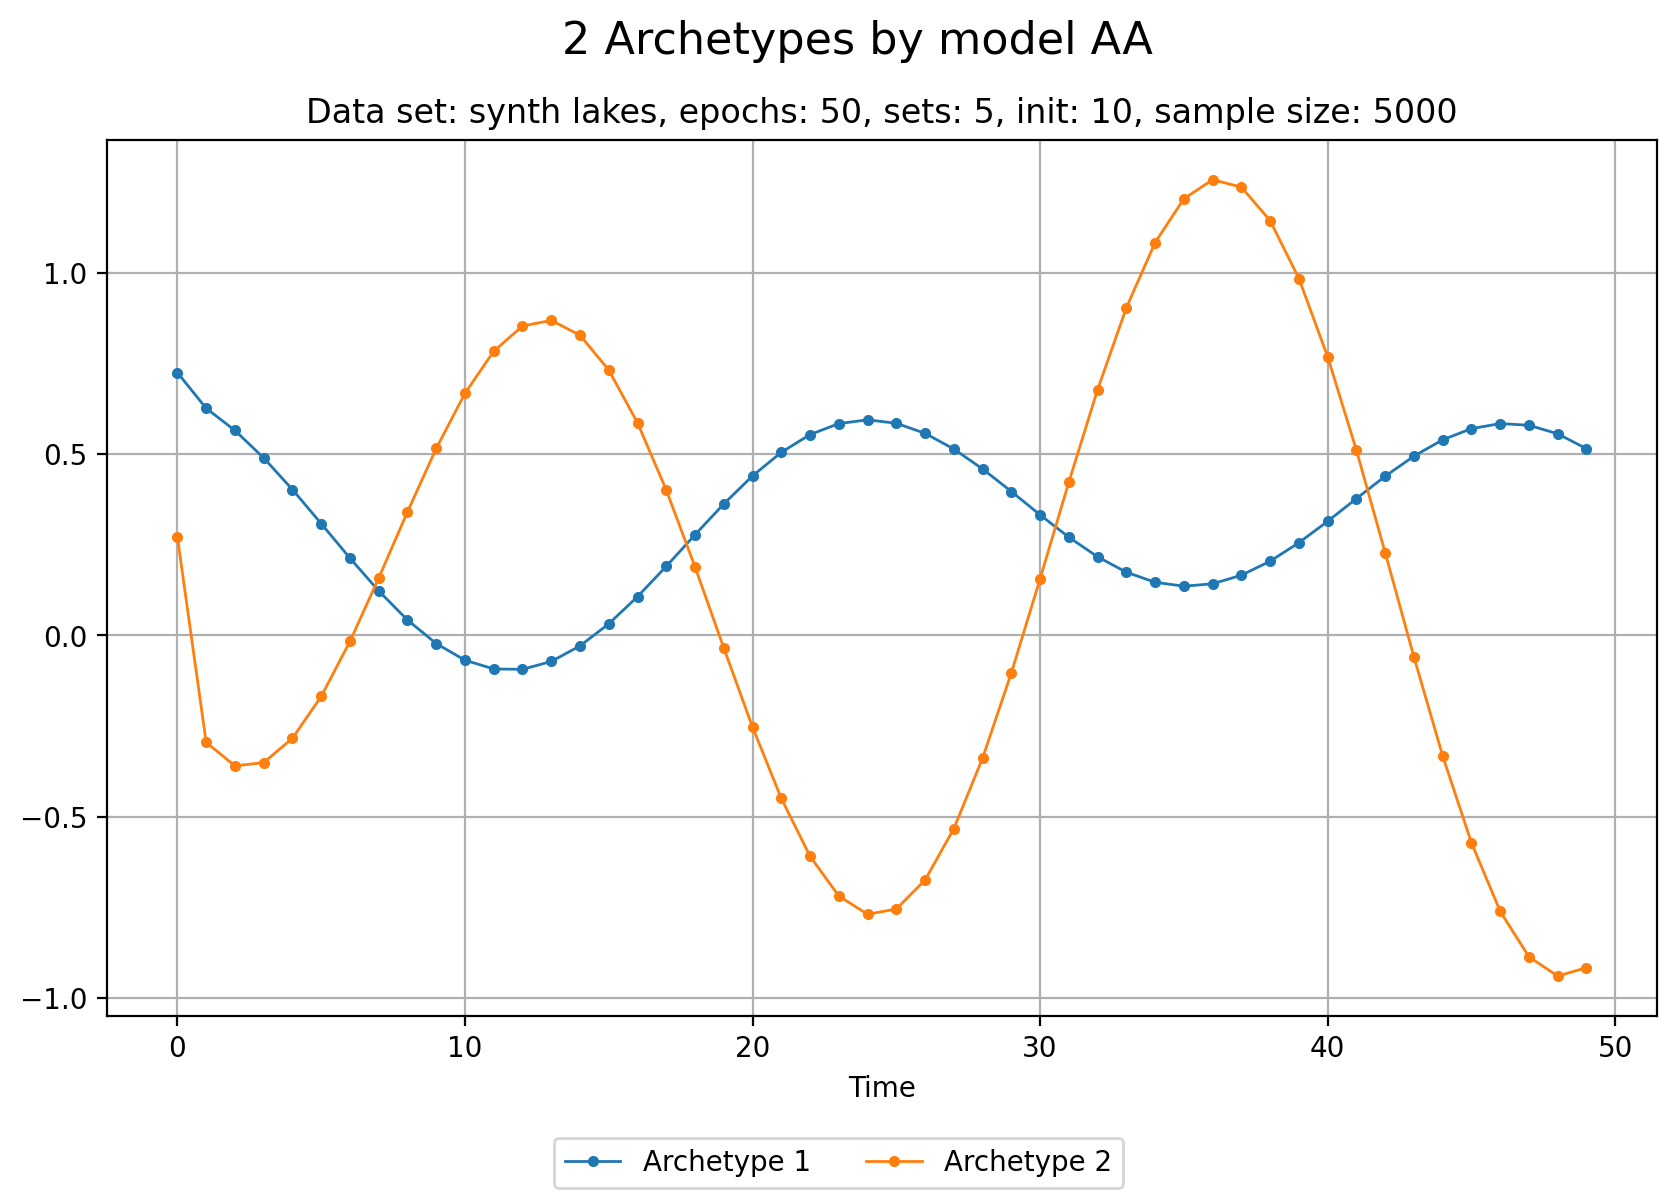 2 Archetypes by model AA
Data set: synth lakes, epochs: 50, sets: 5, init: 10, sample size: 5000
1.0
0.5
0.0
−0.5
−1.0
0 10 20 30 40 50
Time
Archetype 1 Archetype 2